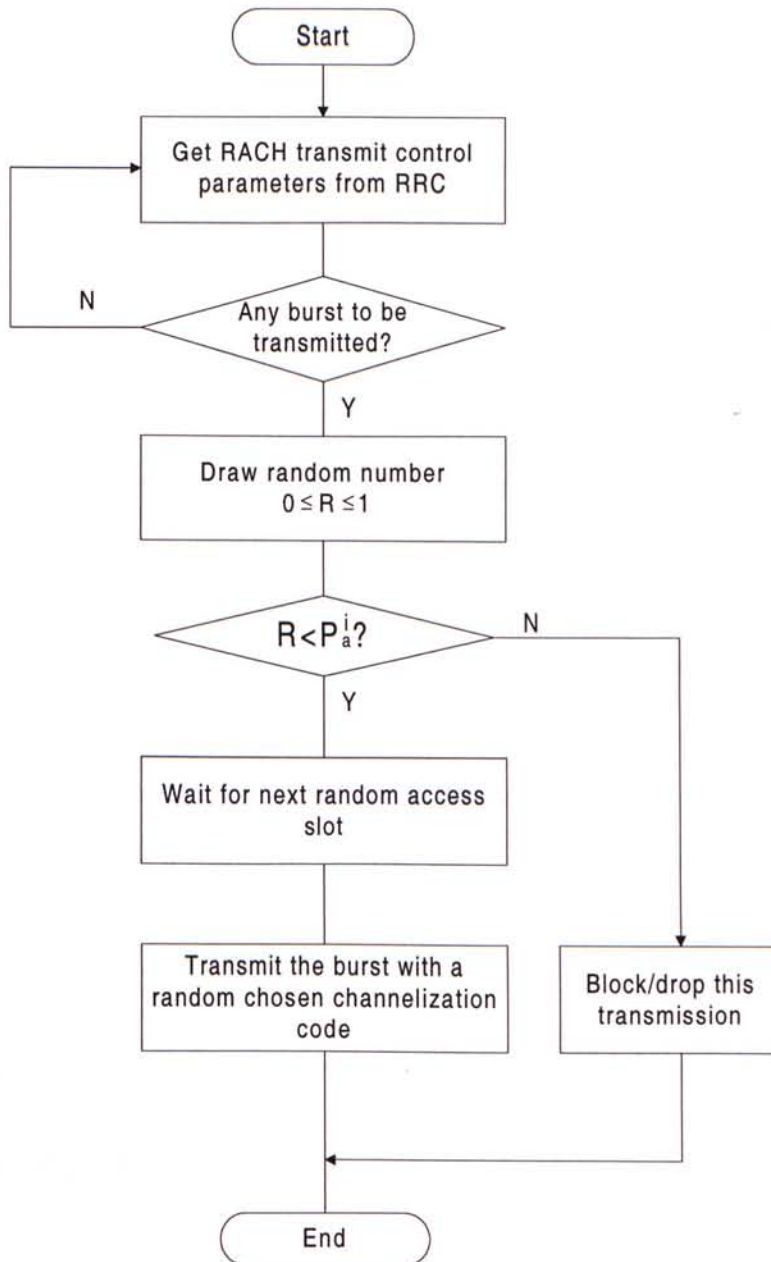 Start
Get RACH transmit control
parameters from RRC
N
Any burst to be
transmitted?
Y
Draw random number
0 ≤ R ≤ 1
R<P_a^i?
N
Y
Wait for next random access
slot
Transmit the burst with a
random chosen channelization
code
Block/drop this
transmission
End